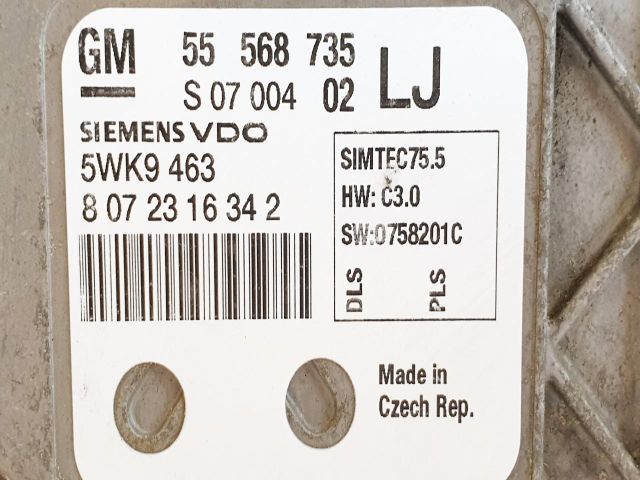 GM 55 568 735 LJ
S 07 004 02
SIEMENS VDO
5WK9 463
8 07 23 16 34 2
SIMTEC75.5
HW: C3.0
SW:0758201C
DLS PLS
Made in
Czech Rep.